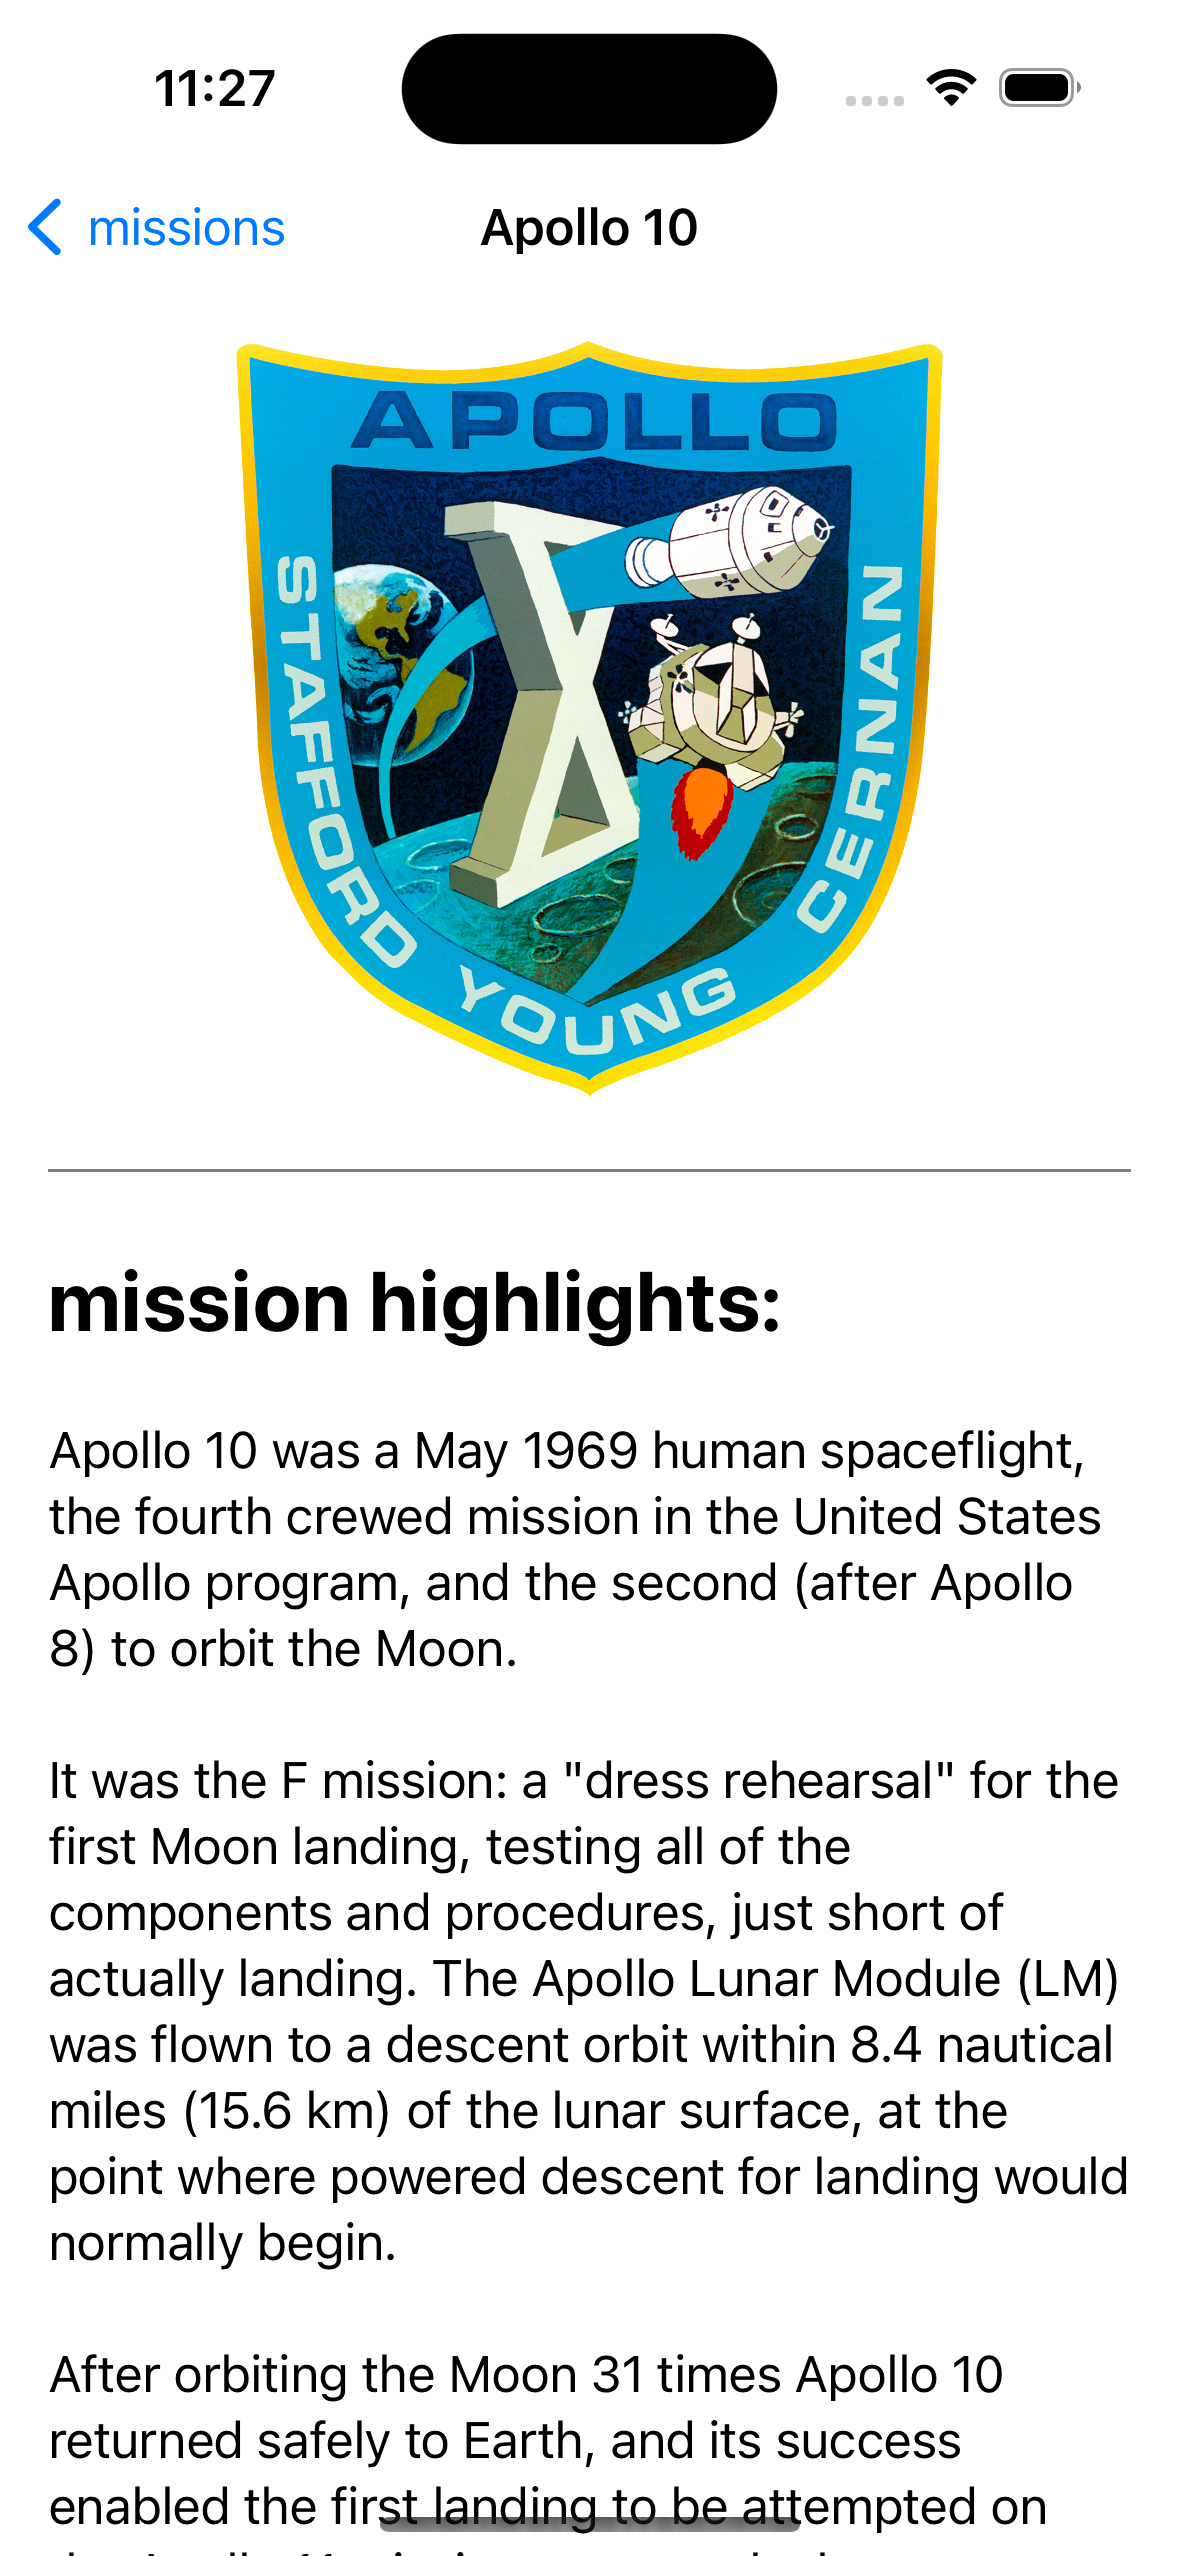 11:27
missions
Apollo 10
APOLLO
STAFFORD
YOUNG
CERNAN
mission highlights:
Apollo 10 was a May 1969 human spaceflight,
the fourth crewed mission in the United States
Apollo program, and the second (after Apollo
8) to orbit the Moon.
It was the F mission: a "dress rehearsal" for the
first Moon landing, testing all of the
components and procedures, just short of
actually landing. The Apollo Lunar Module (LM)
was flown to a descent orbit within 8.4 nautical
miles (15.6 km) of the lunar surface, at the
point where powered descent for landing would
normally begin.
After orbiting the Moon 31 times Apollo 10
returned safely to Earth, and its success
enabled the first landing to be attempted on